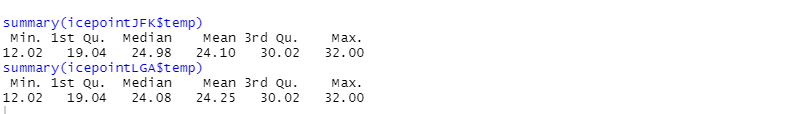 summary(icepointJFK$temp)
Min. 1st Qu. Median Mean 3rd Qu. Max.
12.02 19.04 24.98 24.10 30.02 32.00
summary(icepointLGA$temp)
Min. 1st Qu. Median Mean 3rd Qu. Max.
12.02 19.04 24.08 24.25 30.02 32.00